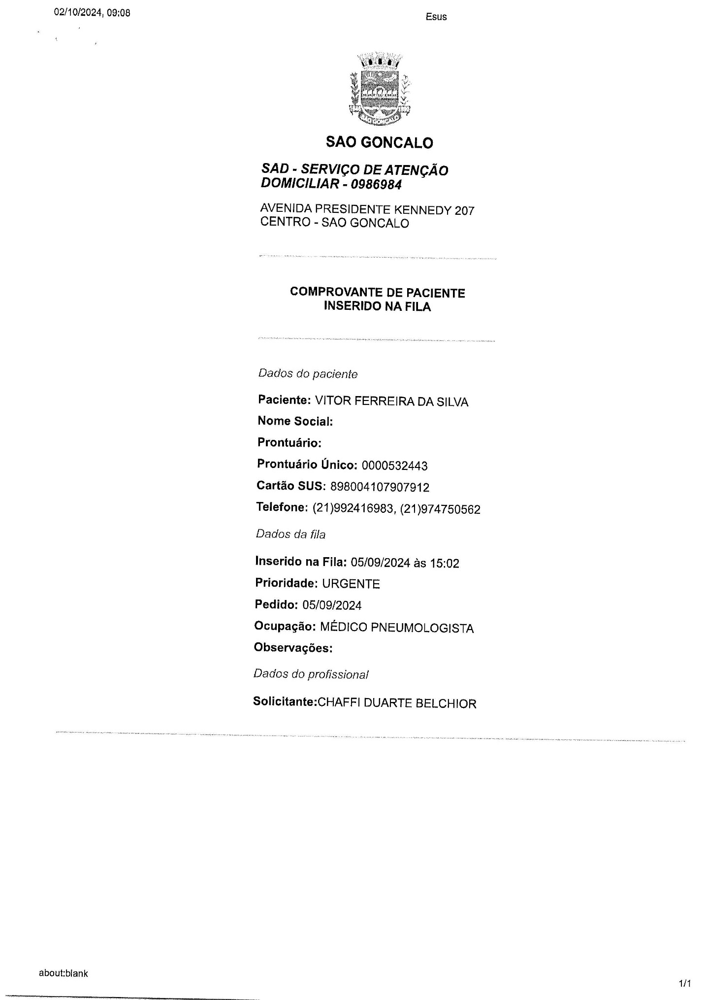 02/10/2024, 09:08
Esus
SAO GONCALO
SAO GONCALO
SAD - SERVIÇO DE ATENÇÃO
DOMICILIAR - 0986984
AVENIDA PRESIDENTE KENNEDY 207
CENTRO - SAO GONCALO
COMPROVANTE DE PACIENTE
INSERIDO NA FILA
Dados do paciente
Paciente: VITOR FERREIRA DA SILVA
Nome Social:
Prontuário:
Prontuário Único: 0000532443
Cartão SUS: 898004107907912
Telefone: (21)992416983, (21)974750562
Dados da fila
Inserido na Fila: 05/09/2024 às 15:02
Prioridade: URGENTE
Pedido: 05/09/2024
Ocupação: MÉDICO PNEUMOLOGISTA
Observações:
Dados do profissional
Solicitante:CHAFFI DUARTE BELCHIOR
about:blank
1/1